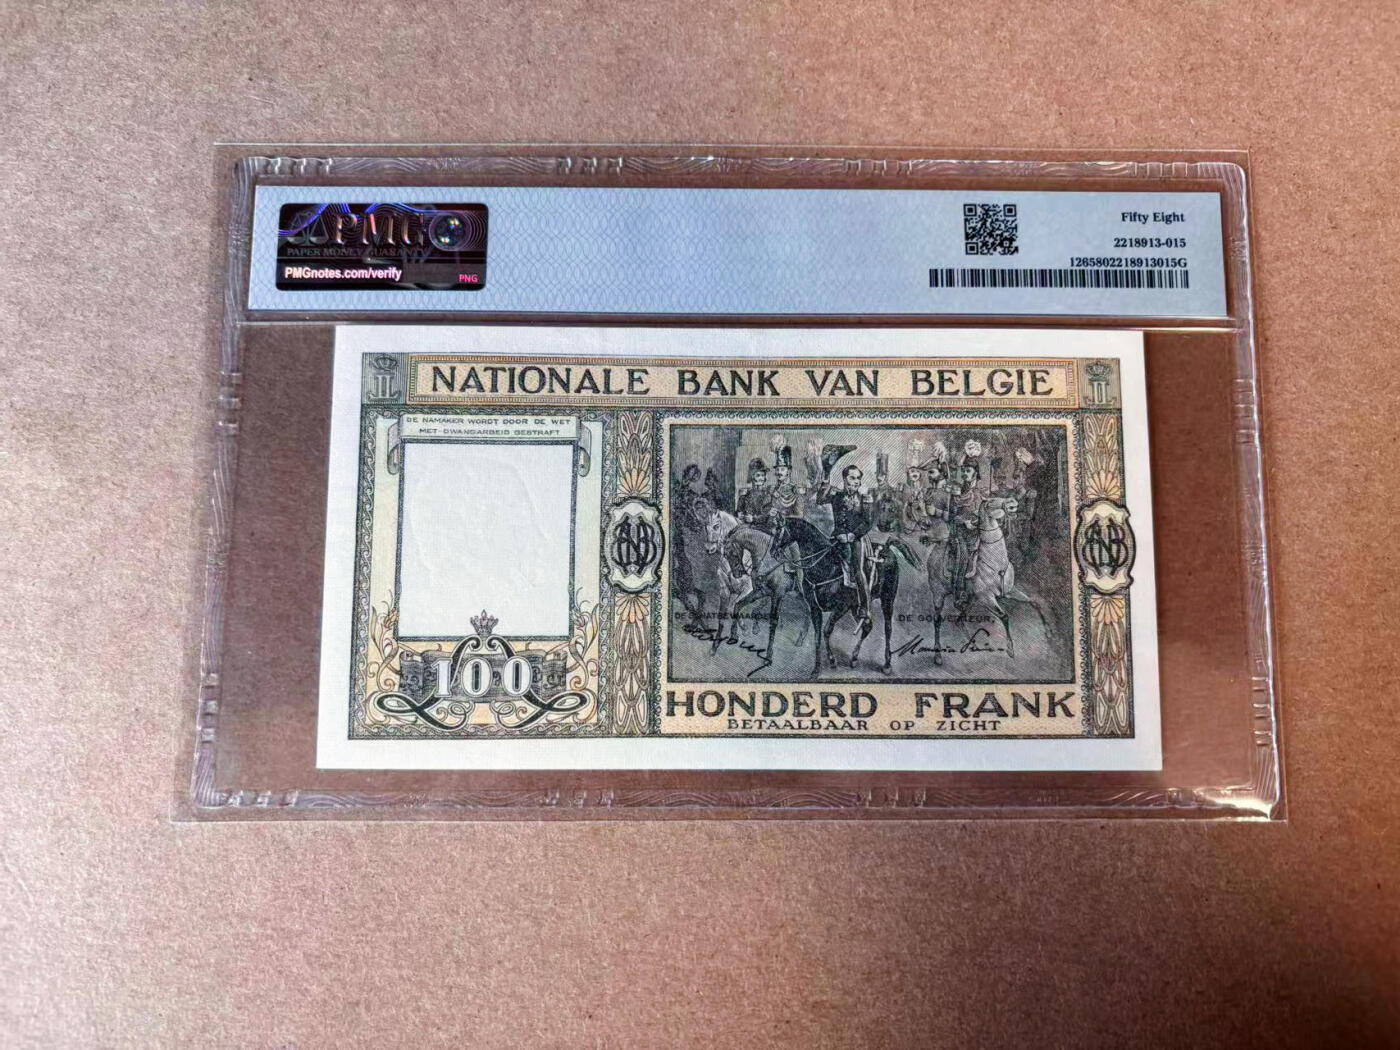 PMG
PAPER MONEY GUARANTY
PMGnotes.com/verify
PNG
Fifty Eight
2218913-015
1265802218913015G
NATIONALE BANK VAN BELGIE
DE NAMAKER WORDT DOOR DE WET
MET DWANGARBEID GESTRAFT
DE SCHATBEWAARDER,
DE GOUVERNEUR,
100
HONDERD FRANK
BETAALBAAR OP ZICHT